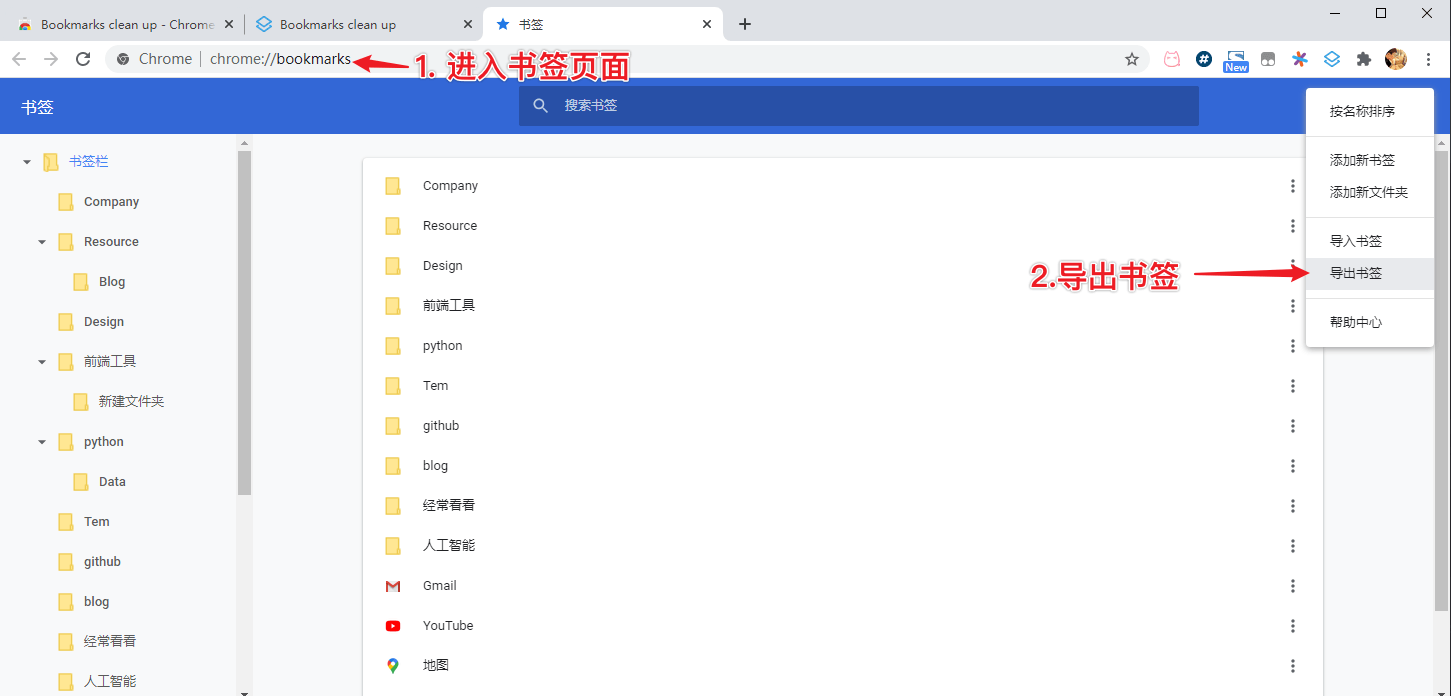 Bookmarks clean up - Chrome
Bookmarks clean up
书签
Chrome
chrome://bookmarks
1. 进入书签页面
New
书签
搜索书签
按名称排序
添加新书签
添加新文件夹
导入书签
2.导出书签
导出书签
帮助中心
书签栏
Company
Resource
Blog
Design
前端工具
新建文件夹
python
Data
Tem
github
blog
经常看看
人工智能
Company
Resource
Design
前端工具
python
Tem
github
blog
经常看看
人工智能
Gmail
YouTube
地图